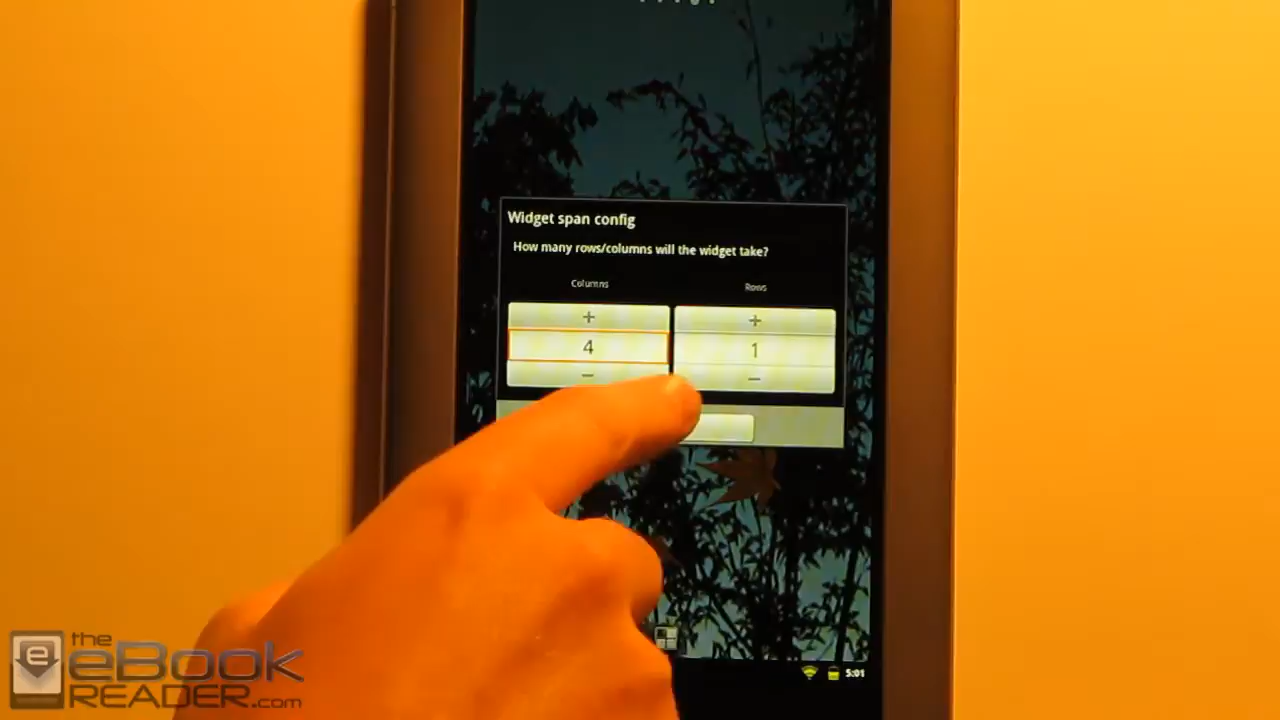 Widget span config
How many rows/columns will the widget take?
Columns
Rows
+
+
4
1
−
−
5:01
the
eBook
READER.com